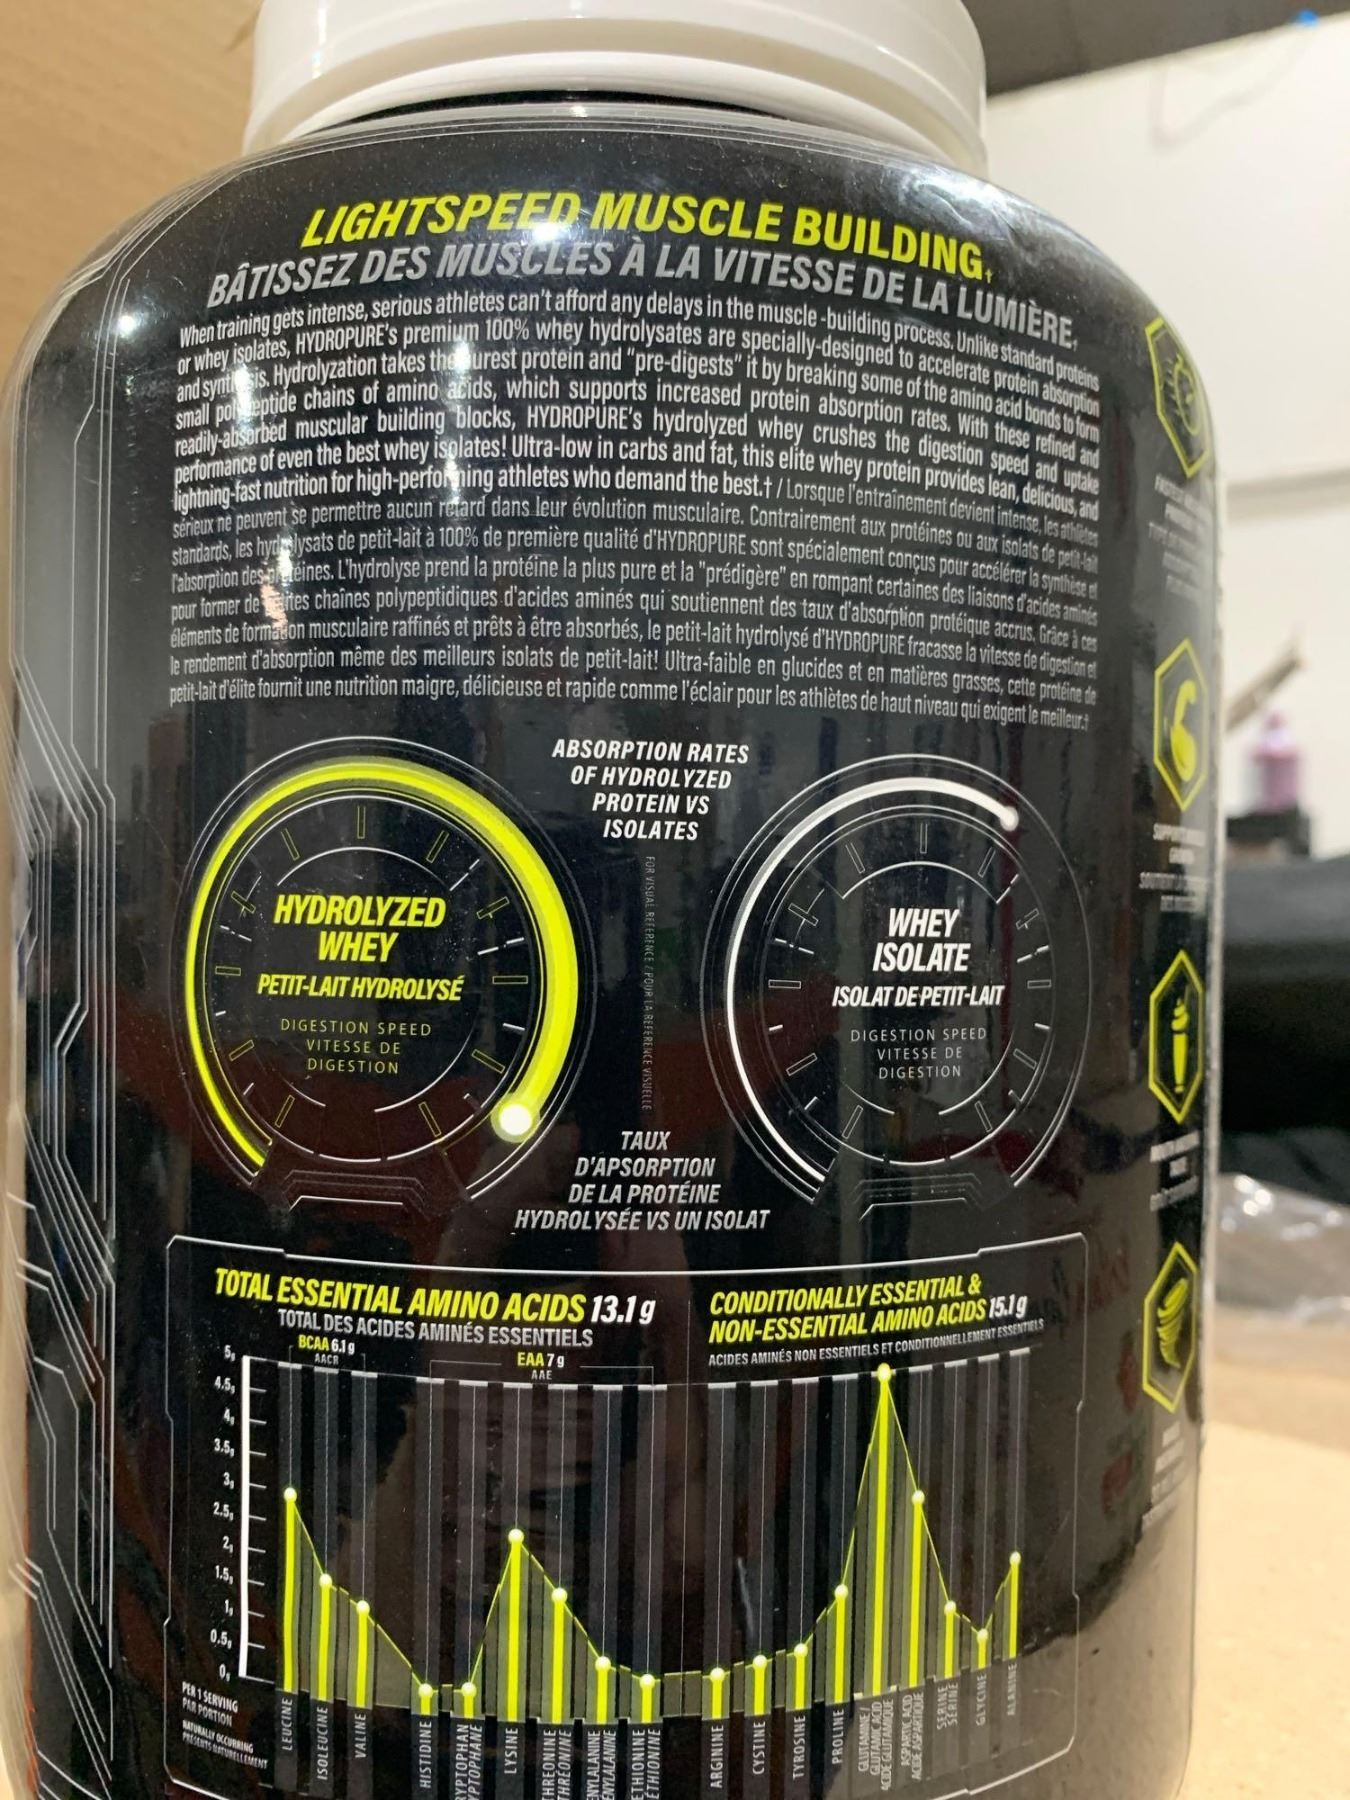 LIGHTSPEED MUSCLE BUILDING.†
BÂTISSEZ DES MUSCLES À LA VITESSE DE LA LUMIÈRE.
When training gets intense, serious athletes can't afford any delays in the muscle-building process. Unlike standard proteins
or whey isolates, HYDROPURE's premium 100% whey hydrolysates are specially-designed to accelerate protein absorption
and synthesis. Hydrolyzation takes the purest protein and "pre-digests" it by breaking some of the amino acid bonds to form
small polypeptide chains of amino acids, which supports increased protein absorption rates. With these refined and
readily-absorbed muscular building blocks, HYDROPURE's hydrolyzed whey crushes the digestion speed and uptake
performance of even the best whey isolates! Ultra-low in carbs and fat, this elite whey protein provides lean, delicious, and
lightning-fast nutrition for high-performing athletes who demand the best.† / Lorsque l'entraînement devient intense, les athlètes
sérieux ne peuvent se permettre aucun retard dans leur évolution musculaire. Contrairement aux protéines ou aux isolats de petit-lait
standards, les hydrolysats de petit-lait à 100% de première qualité d'HYDROPURE sont spécialement conçus pour accélérer la synthèse et
l'absorption des protéines. L'hydrolyse prend la protéine la plus pure et la "prédigère" en rompant certaines des liaisons d'acides aminés
pour former de petites chaînes polypeptidiques d'acides aminés qui soutiennent des taux d'absorption protéique accrus. Grâce à ces
éléments de formation musculaire raffinés et prêts à être absorbés, le petit-lait hydrolysé d'HYDROPURE fracasse la vitesse de digestion et
le rendement d'absorption même des meilleurs isolats de petit-lait! Ultra-faible en glucides et en matières grasses, cette protéine de
petit-lait d'élite fournit une nutrition maigre, délicieuse et rapide comme l'éclair pour les athlètes de haut niveau qui exigent le meilleur.†
ABSORPTION RATES
OF HYDROLYZED
PROTEIN VS
ISOLATES
HYDROLYZED
WHEY
PETIT-LAIT HYDROLYSÉ
DIGESTION SPEED
VITESSE DE
DIGESTION
FOR VISUAL REFERENCE / POUR LA RÉFÉRENCE VISUELLE
WHEY
ISOLATE
ISOLAT DE PETIT-LAIT
DIGESTION SPEED
VITESSE DE
DIGESTION
TAUX
D'APSORPTION
DE LA PROTÉINE
HYDROLYSÉE VS UN ISOLAT
TOTAL ESSENTIAL AMINO ACIDS 13.1 g
TOTAL DES ACIDES AMINÉS ESSENTIELS
BCAA 6.1 g
AACR
EAA 7 g
AAE
CONDITIONALLY ESSENTIAL &
NON-ESSENTIAL AMINO ACIDS 15.1 g
ACIDES AMINÉS NON ESSENTIELS ET CONDITIONNELLEMENT ESSENTIELS
5g
4.5g
4g
3.5g
3g
2.5g
2g
1.5g
1g
0.5g
0g
PER 1 SERVING
PAR PORTION
NATURALLY OCCURRING
PRÉSENTS NATURELLEMENT
LEUCINE
ISOLEUCINE
VALINE
HISTIDINE
LYSINE
THREONINE
THRÉONINE
ARGININE
CYSTINE
TYROSINE
PROLINE
GLUTAMINE /
GLUTAMIC ACID
ACIDE GLUTAMIQUE
ASPARTIC ACID
ACIDE ASPARTIQUE
SERINE
SÉRINE
GLYCINE
ALANINE